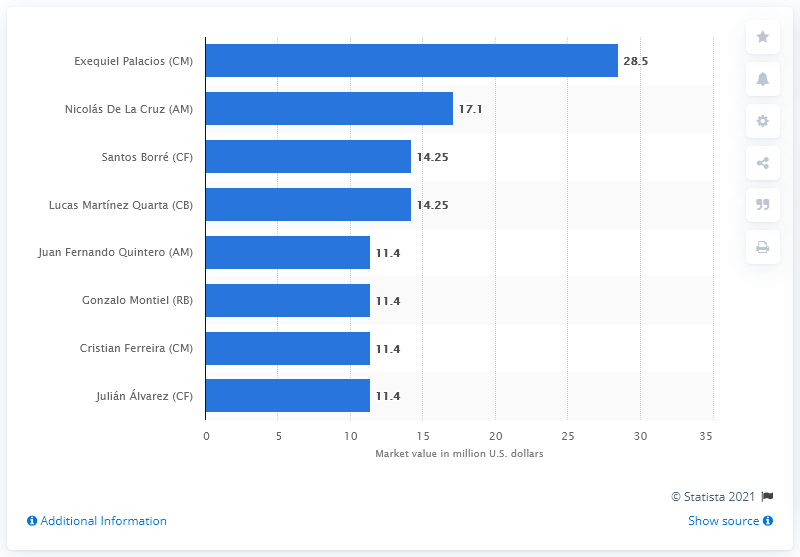 Exequiel Palacios (CM) 28.5
Nicolás De La Cruz (AM) 17.1
Santos Borré (CF) 14.25
Lucas Martínez Quarta (CB) 14.25
Juan Fernando Quintero (AM) 11.4
Gonzalo Montiel (RB) 11.4
Cristian Ferreira (CM) 11.4
Julián Álvarez (CF) 11.4
0 5 10 15 20 25 30 35
Market value in million U.S. dollars
© Statista 2021
Additional Information Show source